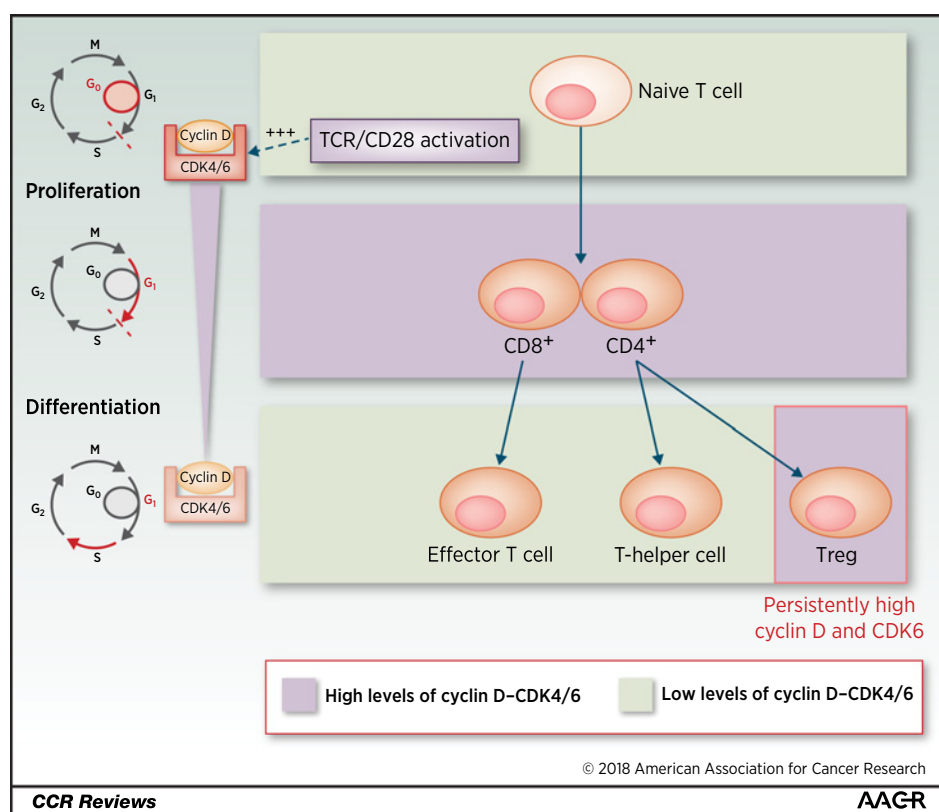 M
G0
G1
G2
S
Cyclin D
CDK4/6
+++
TCR/CD28 activation
Naive T cell
Proliferation
M
G0
G1
G2
S
CD8+
CD4+
Differentiation
M
G0
G1
G2
S
Cyclin D
CDK4/6
Effector T cell
T-helper cell
Treg
Persistently high
cyclin D and CDK6
High levels of cyclin D–CDK4/6
Low levels of cyclin D–CDK4/6
© 2018 American Association for Cancer Research
CCR Reviews
AACR